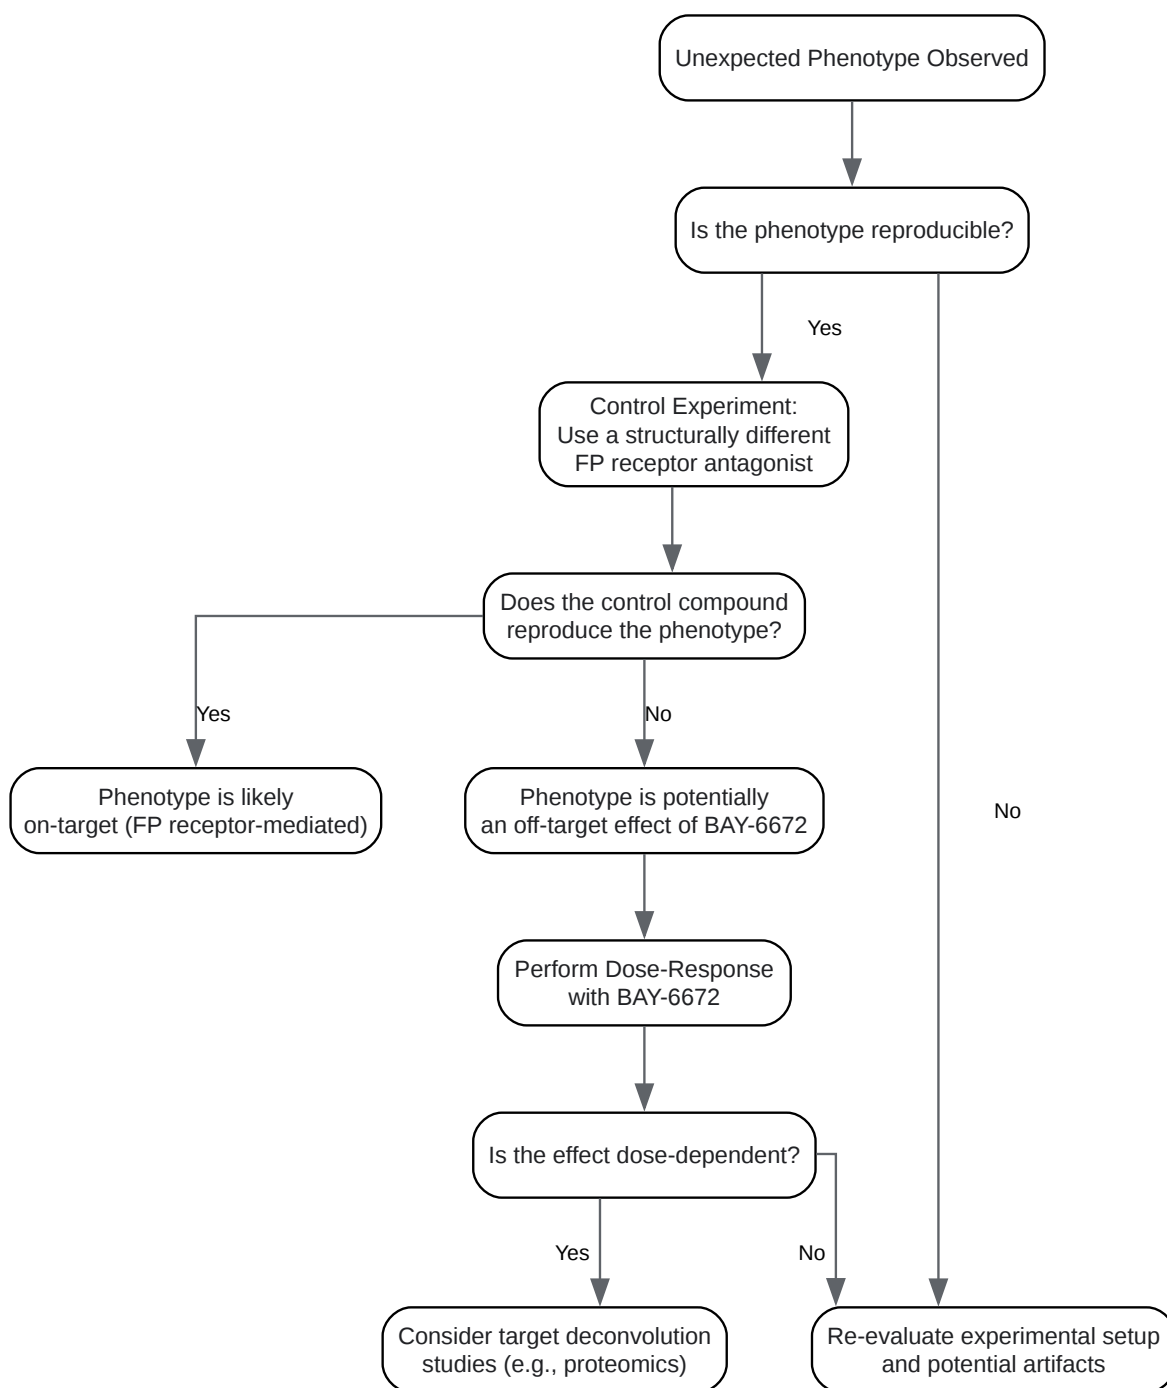 Unexpected Phenotype Observed
Is the phenotype reproducible?
Yes
Control Experiment:
Use a structurally different
FP receptor antagonist
Does the control compound
reproduce the phenotype?
Yes
No
Phenotype is likely
on-target (FP receptor-mediated)
Phenotype is potentially
an off-target effect of BAY-6672
No
Perform Dose-Response
with BAY-6672
Is the effect dose-dependent?
Yes
No
Consider target deconvolution
studies (e.g., proteomics)
Re-evaluate experimental setup
and potential artifacts